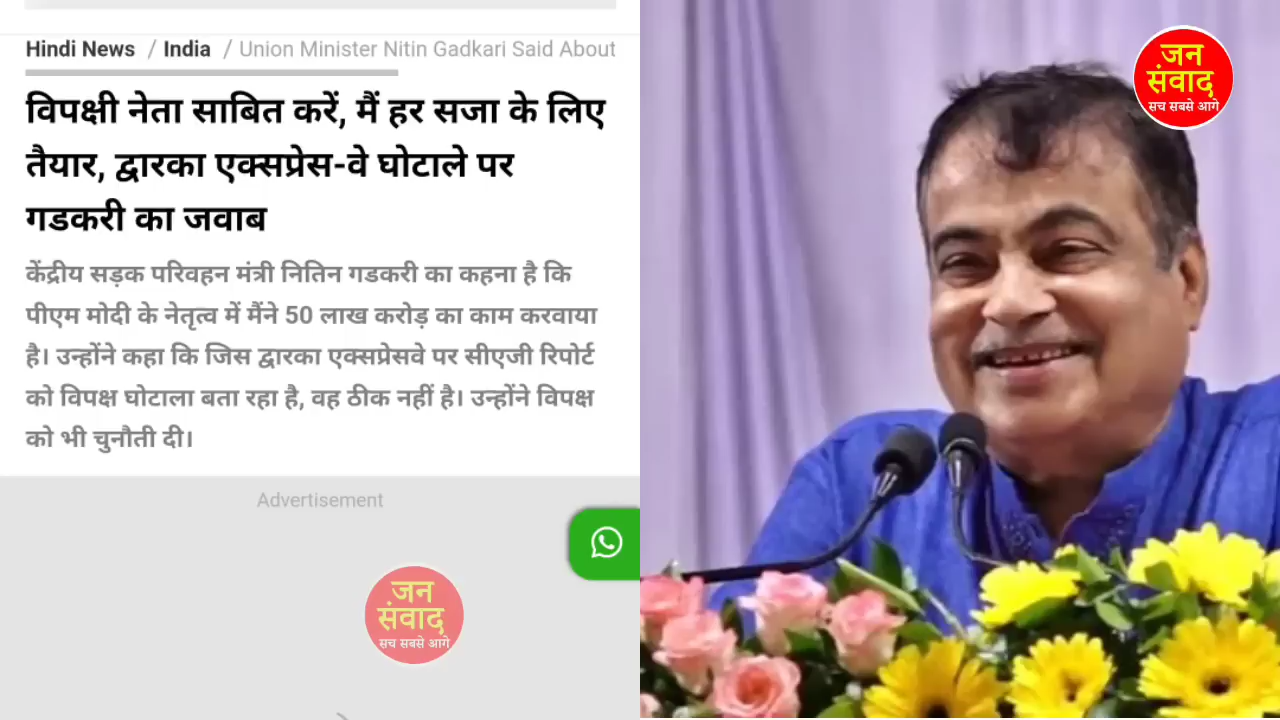 Hindi News / India / Union Minister Nitin Gadkari Said About
विपक्षी नेता साबित करें, मैं हर सजा के लिए
तैयार, द्वारका एक्सप्रेस-वे घोटाले पर
गडकरी का जवाब
केंद्रीय सड़क परिवहन मंत्री नितिन गडकरी का कहना है कि
पीएम मोदी के नेतृत्व में मैंने 50 लाख करोड़ का काम करवाया
है। उन्होंने कहा कि जिस द्वारका एक्सप्रेसवे पर सीएजी रिपोर्ट
को विपक्ष घोटाला बता रहा है, वह ठीक नहीं है। उन्होंने विपक्ष
को भी चुनौती दी।
Advertisement
जन
संवाद
सच सबसे आगे
जन
संवाद
सच सबसे आगे